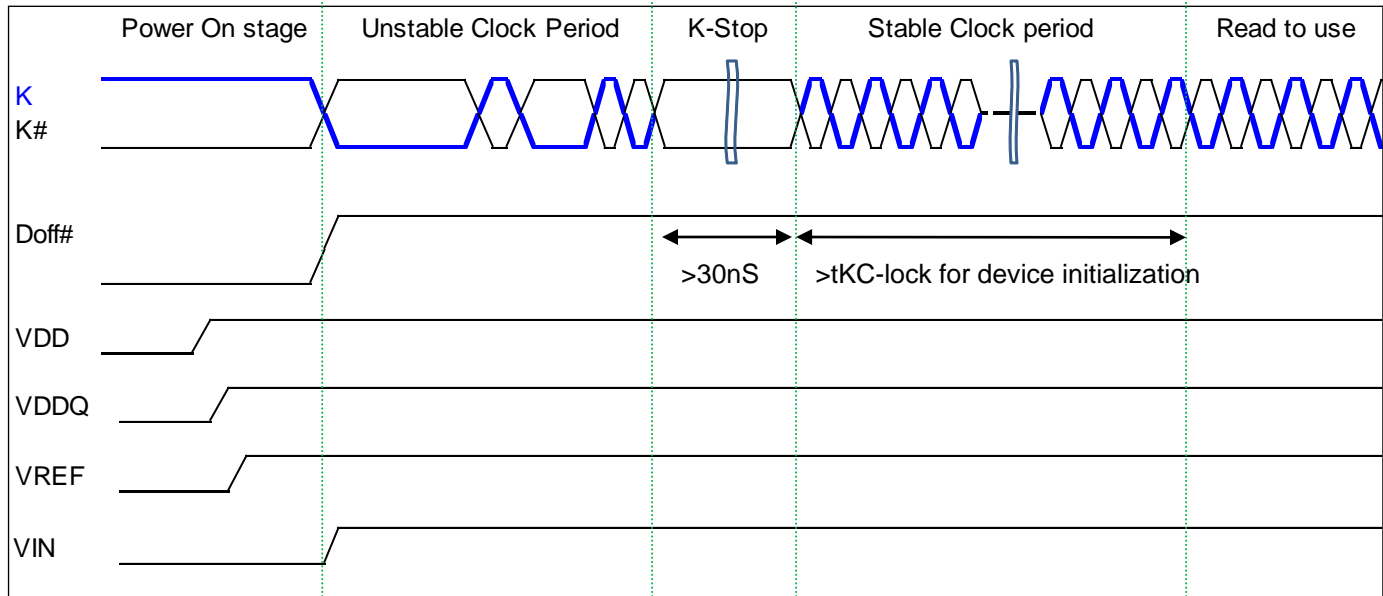 Power On stage Unstable Clock Period K-Stop Stable Clock period Read to use
K
K#
Doff#
>30nS >tKC-lock for device initialization
VDD
VDDQ
VREF
VIN